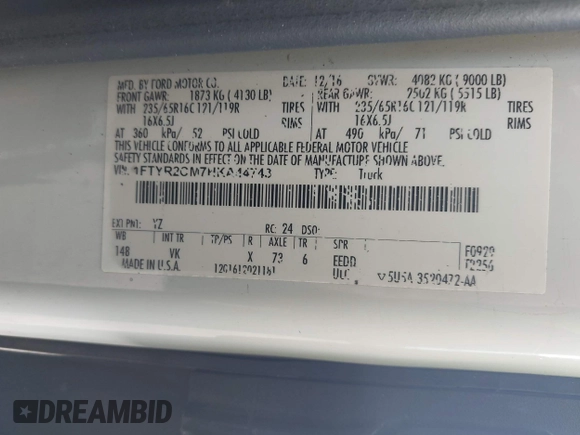 MFD. BY FORD MOTOR CO. DATE: 12/16 GVWR: 4082 KG ( 9000 LB)
FRONT GAWR: 1873 KG ( 4130 LB) REAR GAWR: 2502 KG ( 5515 LB)
WITH 235/65R16C 121/119R TIRES WITH 235/65R16C 121/119R TIRES
16X6.5J RIMS 16X6.5J RIMS
AT 360 kPa/ 52 PSI COLD AT 490 kPa/ 71 PSI COLD
THIS VEHICLE CONFORMS TO ALL APPLICABLE FEDERAL MOTOR VEHICLE
SAFETY STANDARDS IN EFFECT ON THE DATE OF MANUFACTURE SHOWN ABOVE.
VIN: 1FTYR2CM7HKA44743 TYPE: Truck
EXT PNT: YZ RC: 24 DSO:
WB INT TR TP/PS R AXLE TR SPR F0929
148 VK X 73 6 EEDB F2256
MADE IN U.S.A. ULC
DREAMBID